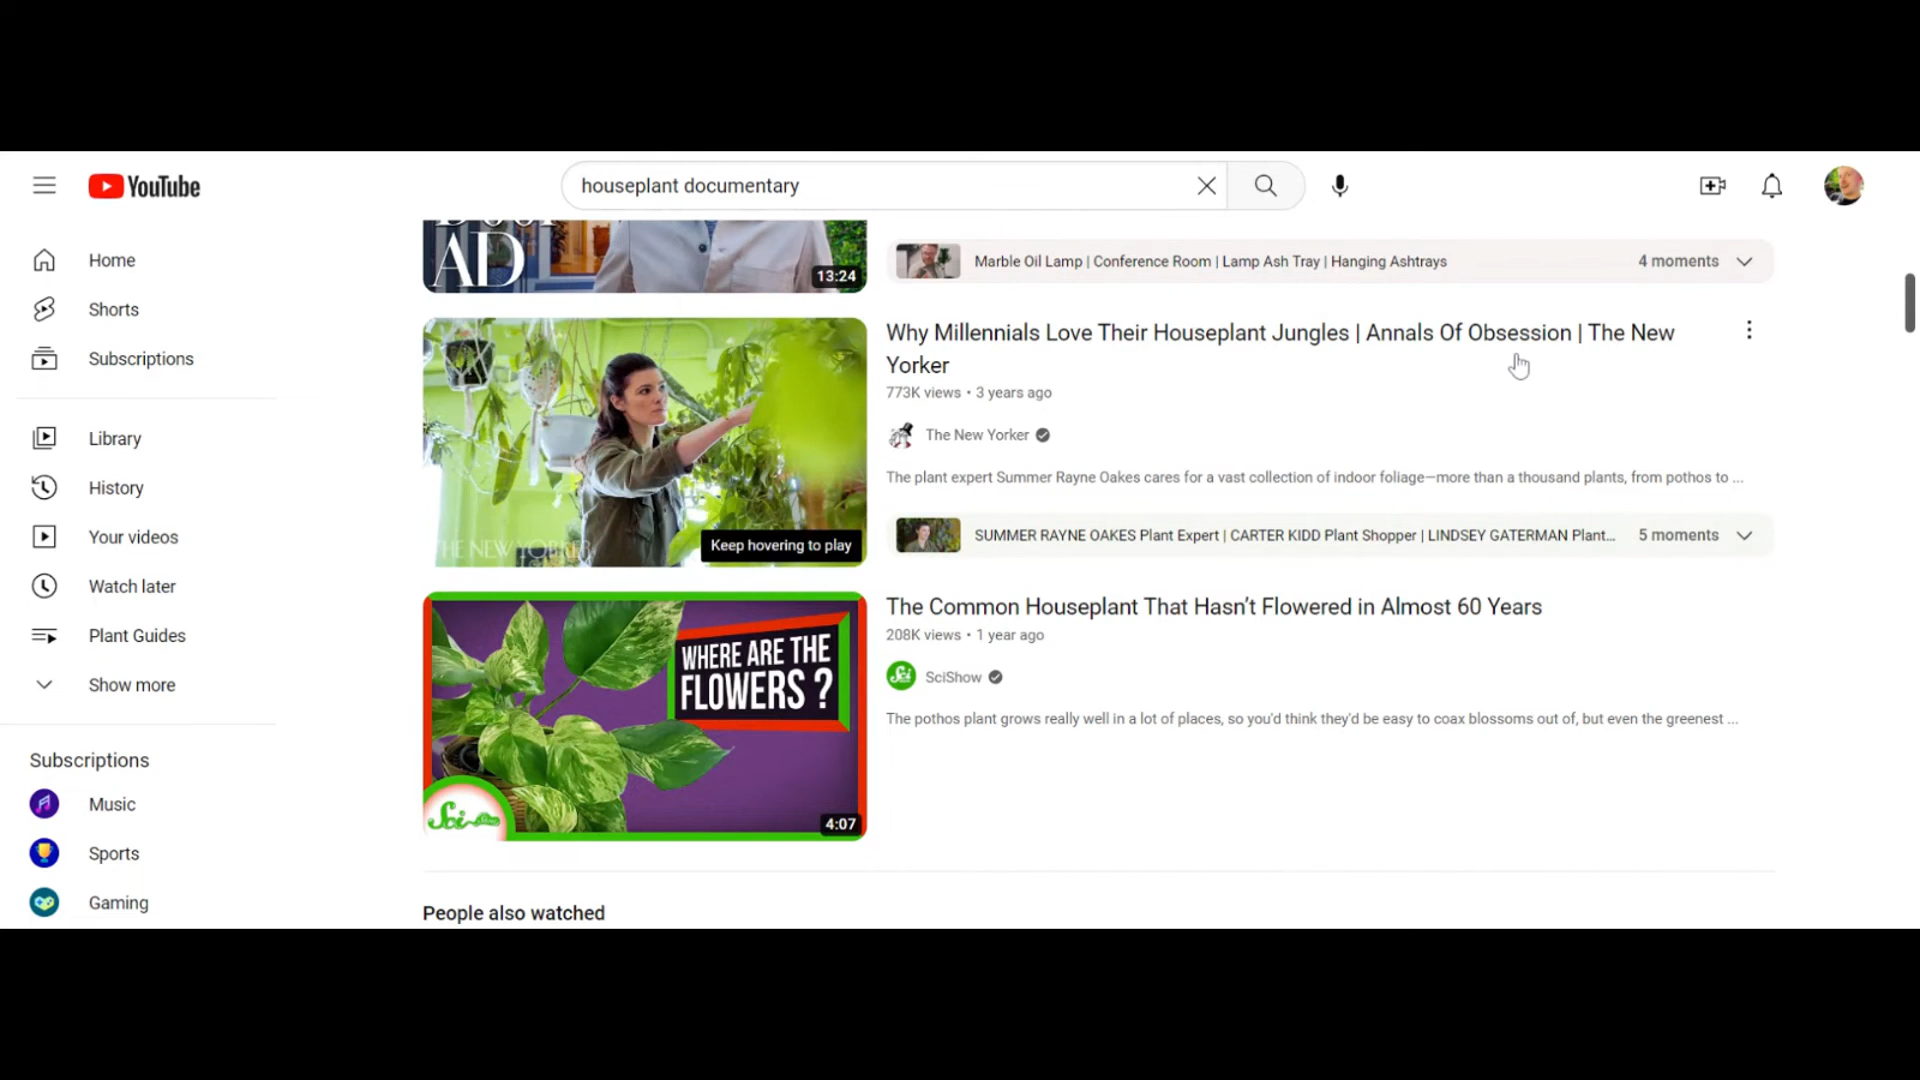 YouTube
houseplant documentary
Home
Shorts
Subscriptions
Library
History
Your videos
Watch later
Plant Guides
Show more
Subscriptions
Music
Sports
Gaming
AD
13:24
Marble Oil Lamp | Conference Room | Lamp Ash Tray | Hanging Ashtrays
4 moments
THE NEW YORKER
Keep hovering to play
Why Millennials Love Their Houseplant Jungles | Annals Of Obsession | The New
Yorker
773K views • 3 years ago
The New Yorker
The plant expert Summer Rayne Oakes cares for a vast collection of indoor foliage—more than a thousand plants, from pothos to ...
SUMMER RAYNE OAKES Plant Expert | CARTER KIDD Plant Shopper | LINDSEY GATERMAN Plant...
5 moments
WHERE ARE THE
FLOWERS ?
Sci
4:07
The Common Houseplant That Hasn’t Flowered in Almost 60 Years
208K views • 1 year ago
Sci
SciShow
The pothos plant grows really well in a lot of places, so you'd think they'd be easy to coax blossoms out of, but even the greenest ...
People also watched